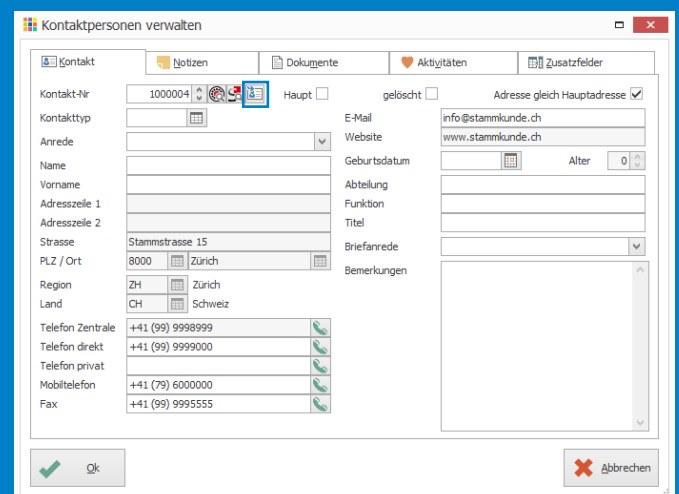 Kontaktpersonen verwalten
Kontakt Notizen Dokumente Aktivitäten Zusatzfelder
Kontakt-Nr 1000004 Haupt gelöscht Adresse gleich Hauptadresse
Kontakttyp E-Mail info@stammkunde.ch
Anrede Website www.stammkunde.ch
Name Geburtsdatum Alter 0
Vorname Abteilung
Adresszeile 1 Funktion
Adresszeile 2 Titel
Strasse Stammstrasse 15 Briefanrede
PLZ / Ort 8000 Zürich Bemerkungen
Region ZH Zürich
Land CH Schweiz
Telefon Zentrale +41 (99) 9998999
Telefon direkt +41 (99) 9999000
Telefon privat
Mobiltelefon +41 (79) 6000000
Fax +41 (99) 9995555
Ok Abbrechen